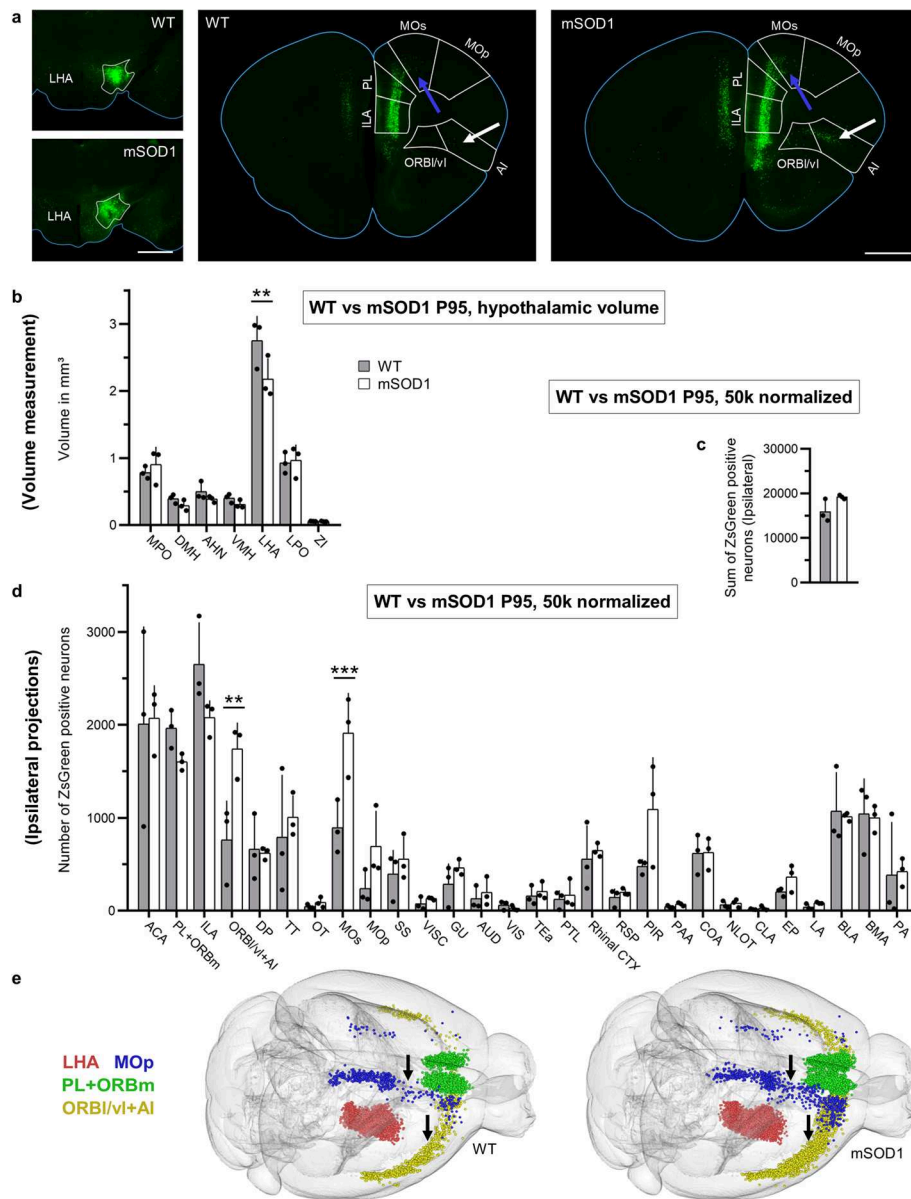 a
WT
LHA
mSOD1
LHA
WT
MOs
MOp
PL
ILA
ORBl/vl
AI
mSOD1
MOs
MOp
PL
ILA
ORBl/vl
AI
b
(Volume measurement)
Volume in mm³
WT vs mSOD1 P95, hypothalamic volume
**
WT
mSOD1
3
2
1
0
MPO
DMH
AHN
VMH
LHA
LPO
ZI
WT vs mSOD1 P95, 50k normalized
c
Sum of ZsGreen positive
neurons (Ipsilateral)
30000
20000
10000
0
d
(Ipsilateral projections)
Number of ZsGreen positive neurons
WT vs mSOD1 P95, 50k normalized
**
***
3000
2000
1000
0
ACA
PL+ORBm
ILA
ORBl/vl+AI
DP
TT
OT
MOs
MOp
SS
VISC
GU
AUD
VIS
TEa
PTL
Rhinal CTX
RSP
PIR
PAA
COA
NLOT
CLA
EP
LA
BLA
BMA
PA
e
LHA MOp
PL+ORBm
ORBl/vl+AI
WT
mSOD1